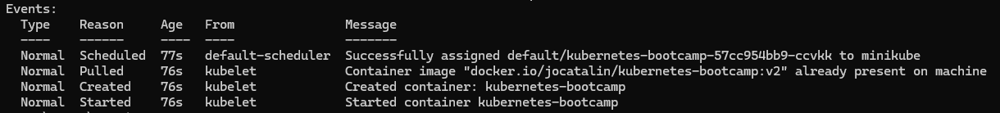 Events:
Type Reason Age From Message
---- ------ ---- ---- -------
Normal Scheduled 77s default-scheduler Successfully assigned default/kubernetes-bootcamp-57cc954bb9-ccvkk to minikube
Normal Pulled 76s kubelet Container image "docker.io/jocatalin/kubernetes-bootcamp:v2" already present on machine
Normal Created 76s kubelet Created container: kubernetes-bootcamp
Normal Started 76s kubelet Started container kubernetes-bootcamp